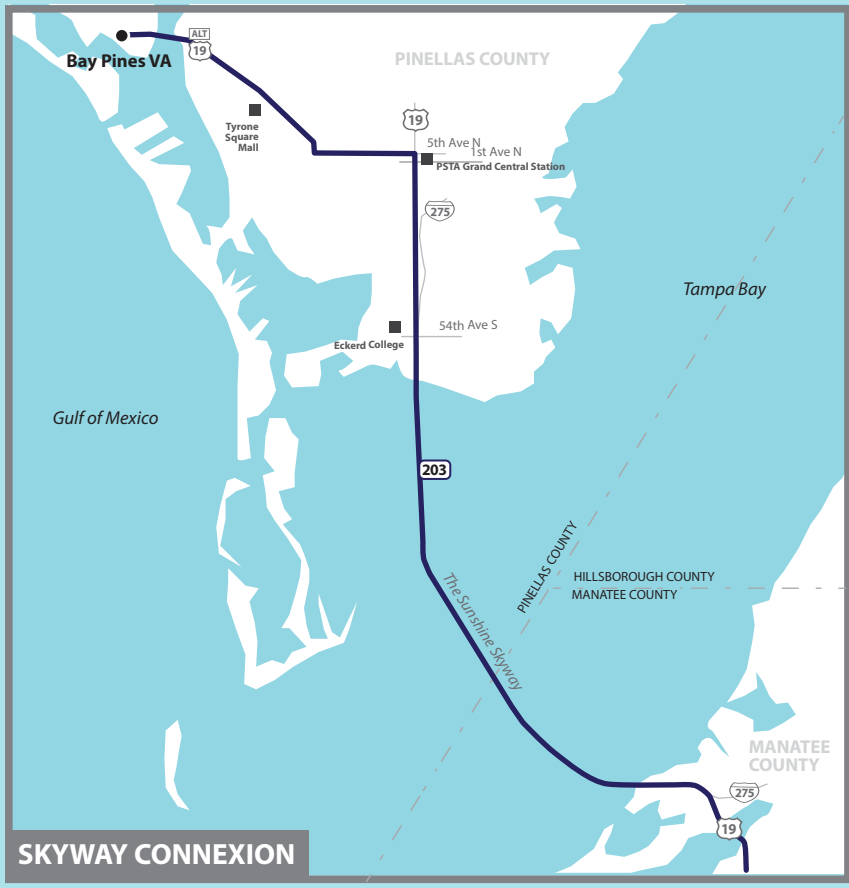 ALT
19
Bay Pines VA
PINELLAS COUNTY
Tyrone
Square
Mall
19
5th Ave N
1st Ave N
PSTA Grand Central Station
275
Tampa Bay
54th Ave S
Eckerd College
Gulf of Mexico
203
The Sunshine Skyway
PINELLAS COUNTY
HILLSBOROUGH COUNTY
MANATEE COUNTY
MANATEE
COUNTY
275
19
SKYWAY CONNEXION